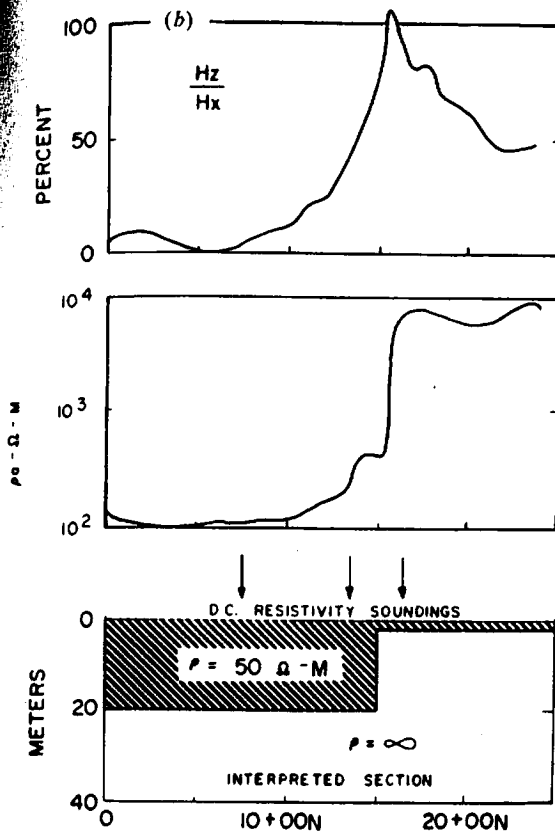 (b)
100
Hz
Hx
50
0
PERCENT
10⁴
10³
10²
ρa - Ω - M
D.C. RESISTIVITY SOUNDINGS
0
ρ = 50 Ω-M
20
METERS
ρ = ∞
INTERPRETED SECTION
40
0
10+00N
20+00N